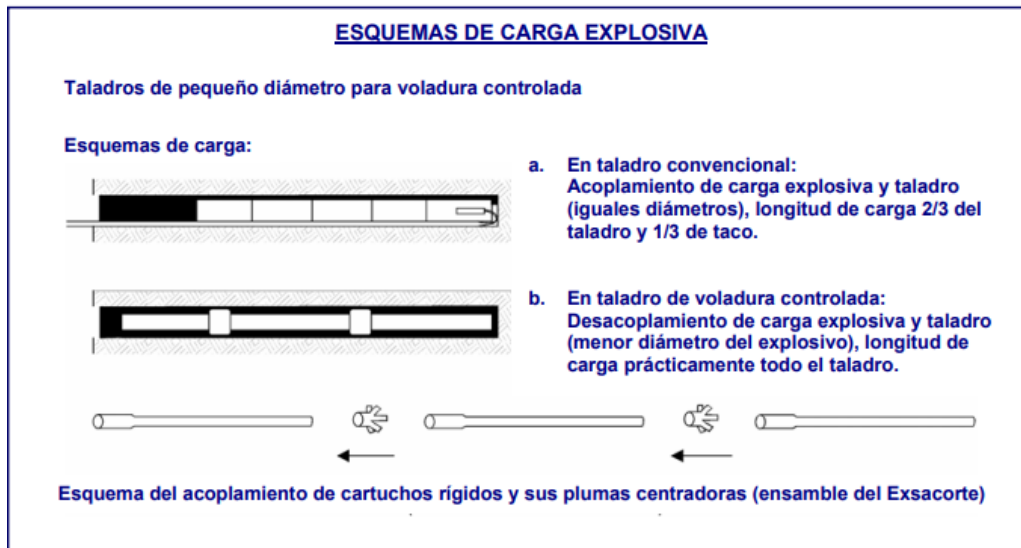 ESQUEMAS DE CARGA EXPLOSIVA
Taladros de pequeño diámetro para voladura controlada
Esquemas de carga:
a. En taladro convencional:
Acoplamiento de carga explosiva y taladro
(iguales diámetros), longitud de carga 2/3 del
taladro y 1/3 de taco.
b. En taladro de voladura controlada:
Desacoplamiento de carga explosiva y taladro
(menor diámetro del explosivo), longitud de
carga prácticamente todo el taladro.
Esquema del acoplamiento de cartuchos rígidos y sus plumas centradoras (ensamble del Exsacorte)